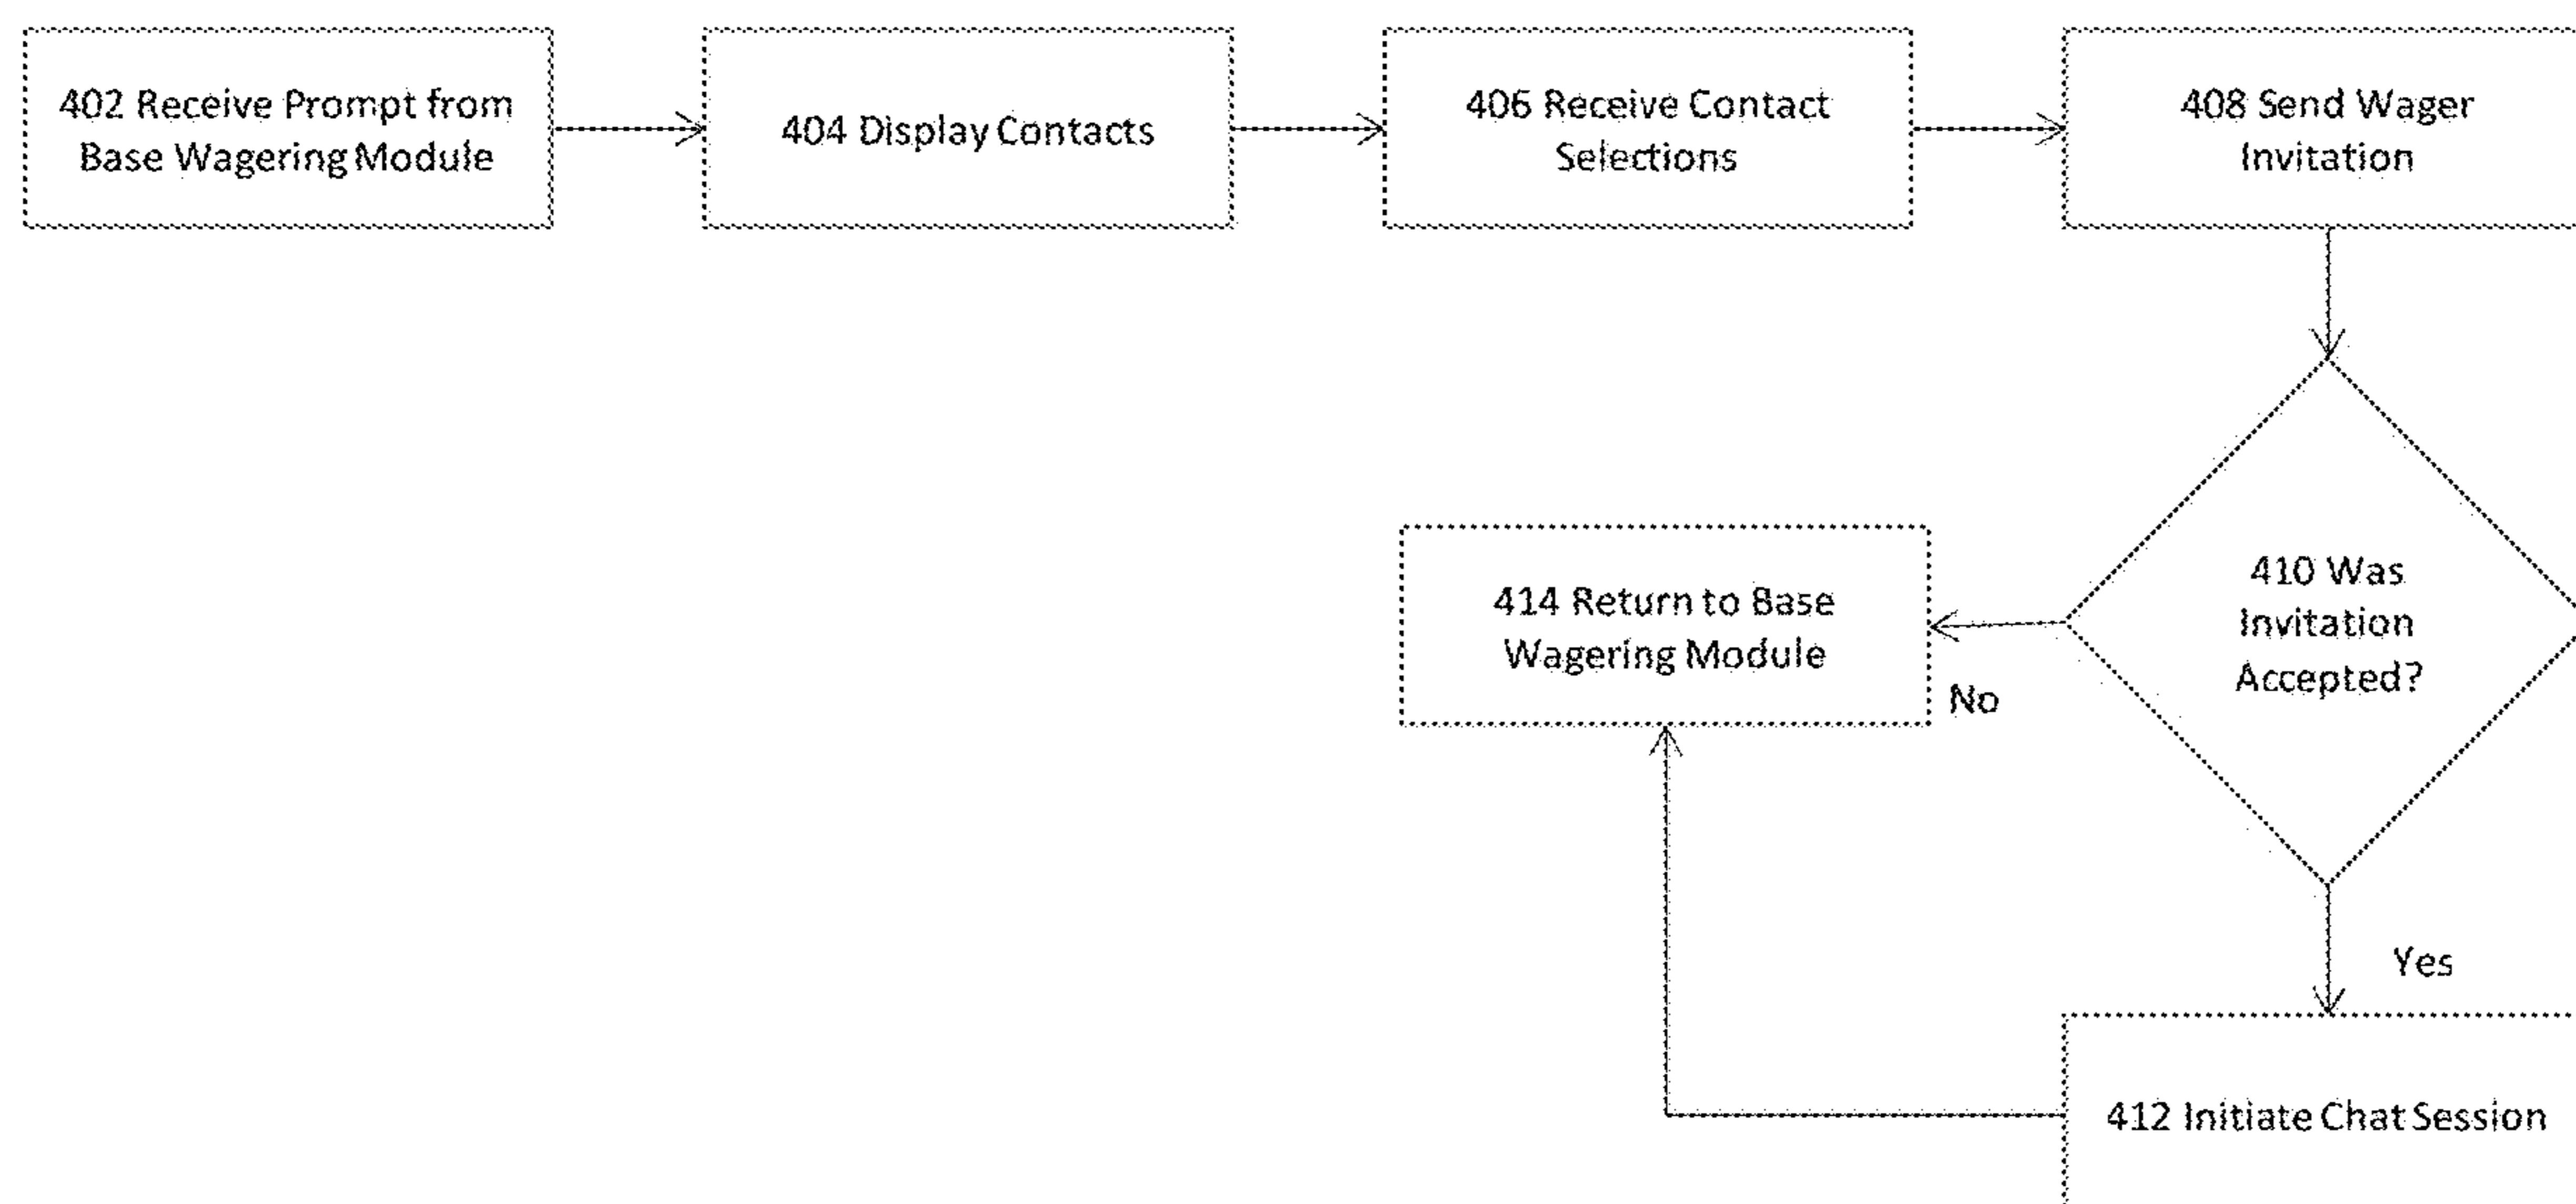 402 Receive Prompt from
Base Wagering Module
404 Display Contacts
406 Receive Contact
Selections
408 Send Wager
Invitation
410 Was
Invitation
Accepted?
414 Return to Base
Wagering Module
No
Yes
412 Initiate Chat Session